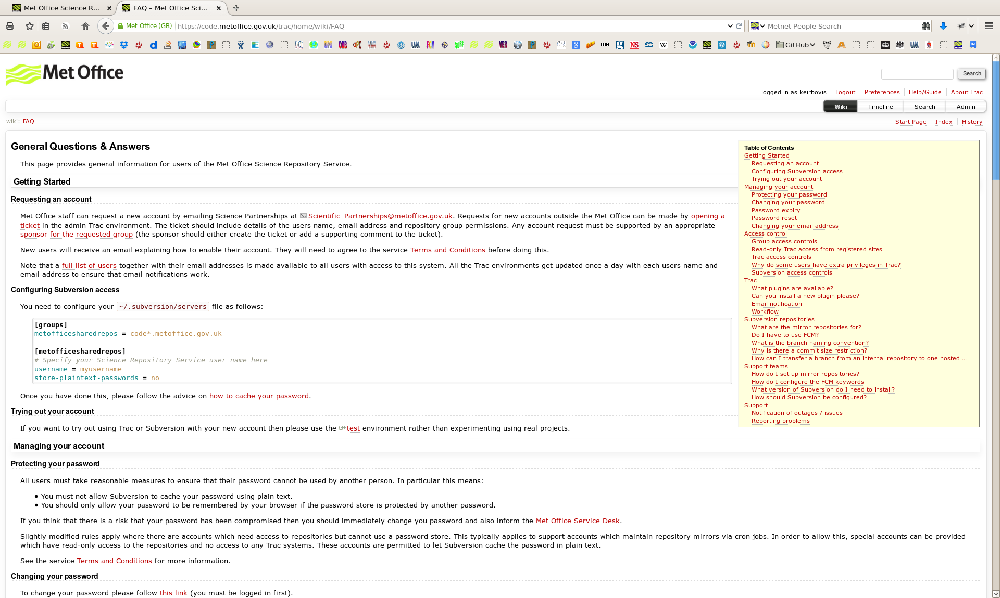 Met Office Science R...
FAQ – Met Office Sci...
Met Office (GB)
https://code.metoffice.gov.uk/trac/home/wiki/FAQ
Metnet People Search
GitHub
Met Office
Search
logged in as keirbovis
Logout
Preferences
Help/Guide
About Trac
Wiki
Timeline
Search
Admin
wiki: FAQ
Start Page
Index
History
General Questions & Answers
This page provides general information for users of the Met Office Science Repository Service.
Getting Started
Requesting an account
Met Office staff can request a new account by emailing Science Partnerships at Scientific_Partnerships@metoffice.gov.uk. Requests for new accounts outside the Met Office can be made by opening a
ticket in the admin Trac environment. The ticket should include details of the users name, email address and repository group permissions. Any account request must be supported by an appropriate
sponsor for the requested group (the sponsor should either create the ticket or add a supporting comment to the ticket).
New users will receive an email explaining how to enable their account. They will need to agree to the service Terms and Conditions before doing this.
Note that a full list of users together with their email addresses is made available to all users with access to this system. All the Trac environments get updated once a day with each users name and
email address to ensure that email notifications work.
Configuring Subversion access
You need to configure your ~/.subversion/servers file as follows:
[groups]
metofficesharedrepos = code*.metoffice.gov.uk
[metofficesharedrepos]
# Specify your Science Repository Service user name here
username = myusername
store-plaintext-passwords = no
Once you have done this, please follow the advice on how to cache your password.
Trying out your account
If you want to try out using Trac or Subversion with your new account then please use the test environment rather than experimenting using real projects.
Managing your account
Protecting your password
All users must take reasonable measures to ensure that their password cannot be used by another person. In particular this means:
• You must not allow Subversion to cache your password using plain text.
• You should only allow your password to be remembered by your browser if the password store is protected by another password.
If you think that there is a risk that your password has been compromised then you should immediately change you password and also inform the Met Office Service Desk.
Slightly modified rules apply where there are accounts which need access to repositories but cannot use a password store. This typically applies to support accounts which maintain repository mirrors via cron jobs. In order to allow this, special accounts can be provided
which have read-only access to the repositories and no access to any Trac systems. These accounts are permitted to let Subversion cache the password in plain text.
See the service Terms and Conditions for more information.
Changing your password
To change your password please follow this link (you must be logged in first).
Table of Contents
Getting Started
Requesting an account
Configuring Subversion access
Trying out your account
Managing your account
Protecting your password
Changing your password
Password expiry
Password reset
Changing your email address
Access control
Group access controls
Read-only Trac access from registered sites
Trac access controls
Why do some users have extra privileges in Trac?
Subversion access controls
Trac
What plugins are available?
Can you install a new plugin please?
Email notification
Workflow
Subversion repositories
What are the mirror repositories for?
Do I have to use FCM?
What is the branch naming convention?
Why is there a commit size restriction?
How can I transfer a branch from an internal repository to one hosted ...
Support teams
How do I set up mirror repositories?
How do I configure the FCM keywords
What version of Subversion do I need to install?
How should Subversion be configured?
Support
Notification of outages / issues
Reporting problems